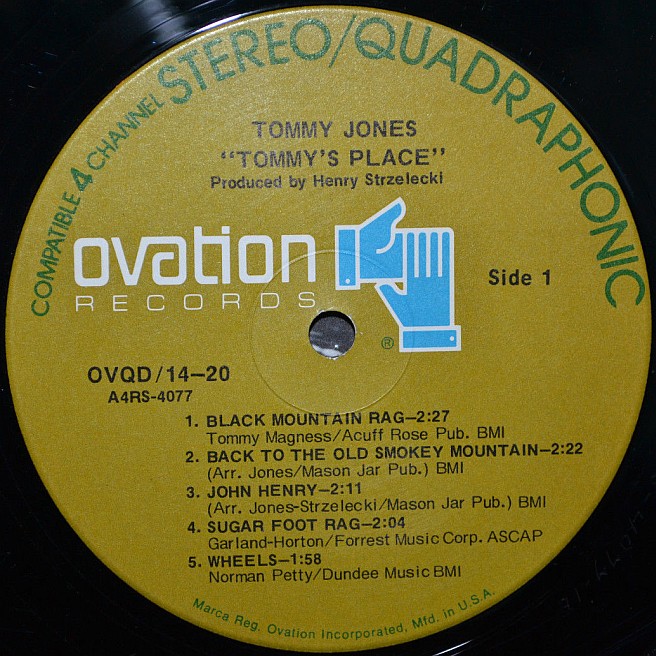 COMPATIBLE 4 CHANNEL STEREO/QUADRAPHONIC
TOMMY JONES
"TOMMY'S PLACE"
Produced by Henry Strzelecki
ovation
RECORDS
®
Side 1
OVQD/14-20
A4RS-4077
1. BLACK MOUNTAIN RAG-2:27
Tommy Magness/Acuff Rose Pub. BMI
2. BACK TO THE OLD SMOKEY MOUNTAIN-2:22
(Arr. Jones/Mason Jar Pub.) BMI
3. JOHN HENRY-2:11
(Arr. Jones-Strzelecki/Mason Jar Pub.) BMI
4. SUGAR FOOT RAG-2:04
Garland-Horton/Forrest Music Corp. ASCAP
5. WHEELS-1:58
Norman Petty/Dundee Music BMI
Marca Reg. Ovation Incorporated, Mfd. in U.S.A.